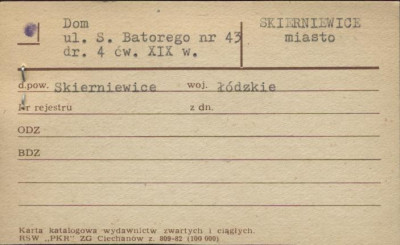 Dom
ul. S. Batorego nr 43
dr. 4 ćw. XIX w.
SKIERNIEWICE
miasto
d.pow. Skierniewice woj. łódzkie
Nr rejestru z dn.
ODZ
BDZ
Karta katalogowa wydawnictw zwartych i ciągłych.
RSW „PKR" ZG Ciechanów z. 809-82 (100 000)